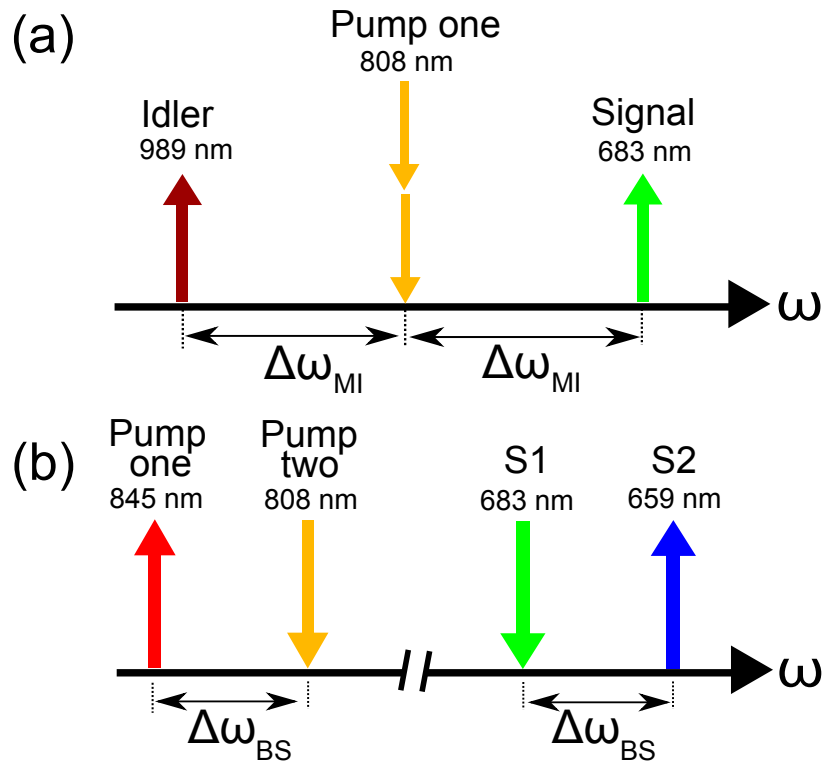 (a)
Pump one
808 nm
Idler
989 nm
Signal
683 nm
ω
Δω_MI
Δω_MI
(b)
Pump one
845 nm
Pump two
808 nm
S1
683 nm
S2
659 nm
ω
Δω_BS
Δω_BS